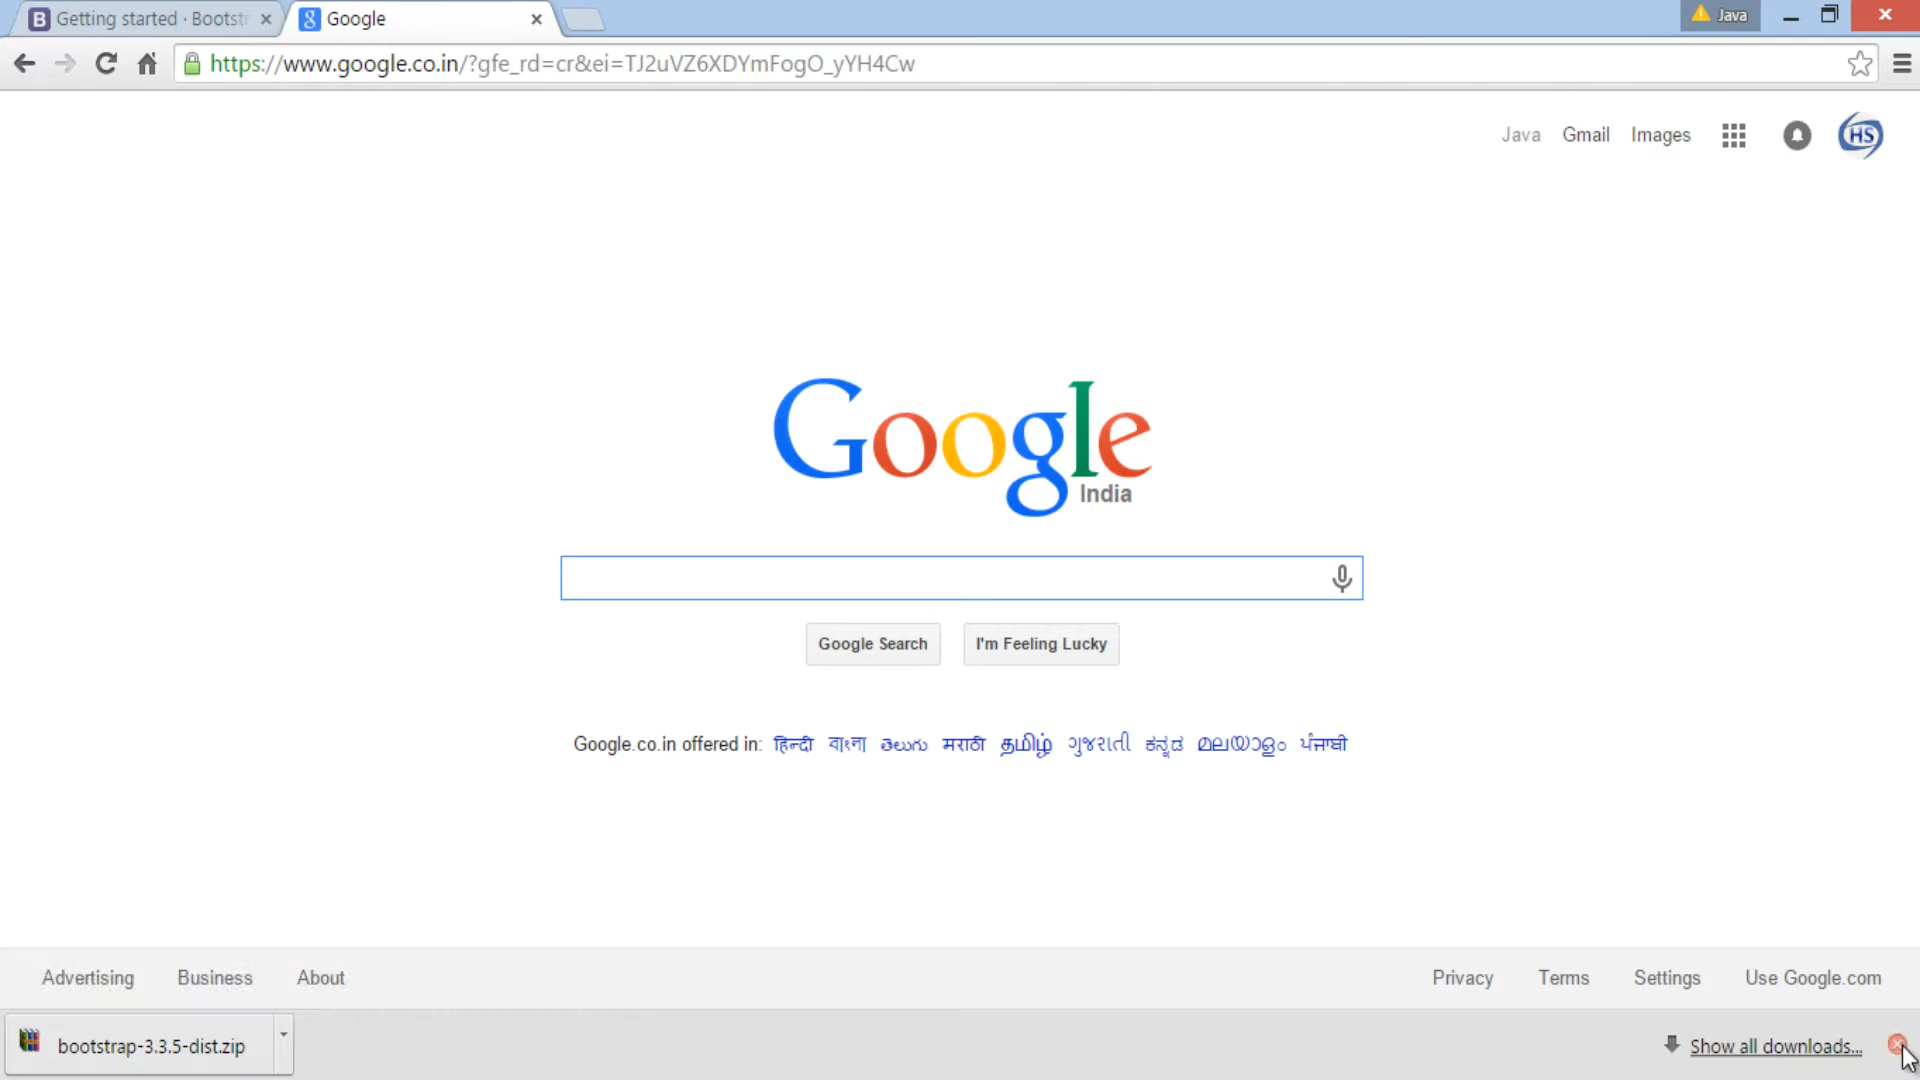 Getting started · Bootstr
Google
Java
https://www.google.co.in/?gfe_rd=cr&ei=TJ2uVZ6XDYmFogO_yYH4Cw
Java Gmail Images
HS
Google
India
Google Search I'm Feeling Lucky
Google.co.in offered in: हिन्दी বাংলা తెలుగు मराठी தமிழ் ગુજરાતી ಕನ್ನಡ മലയാളം ਪੰਜਾਬੀ
Advertising Business About Privacy Terms Settings Use Google.com
bootstrap-3.3.5-dist.zip Show all downloads...